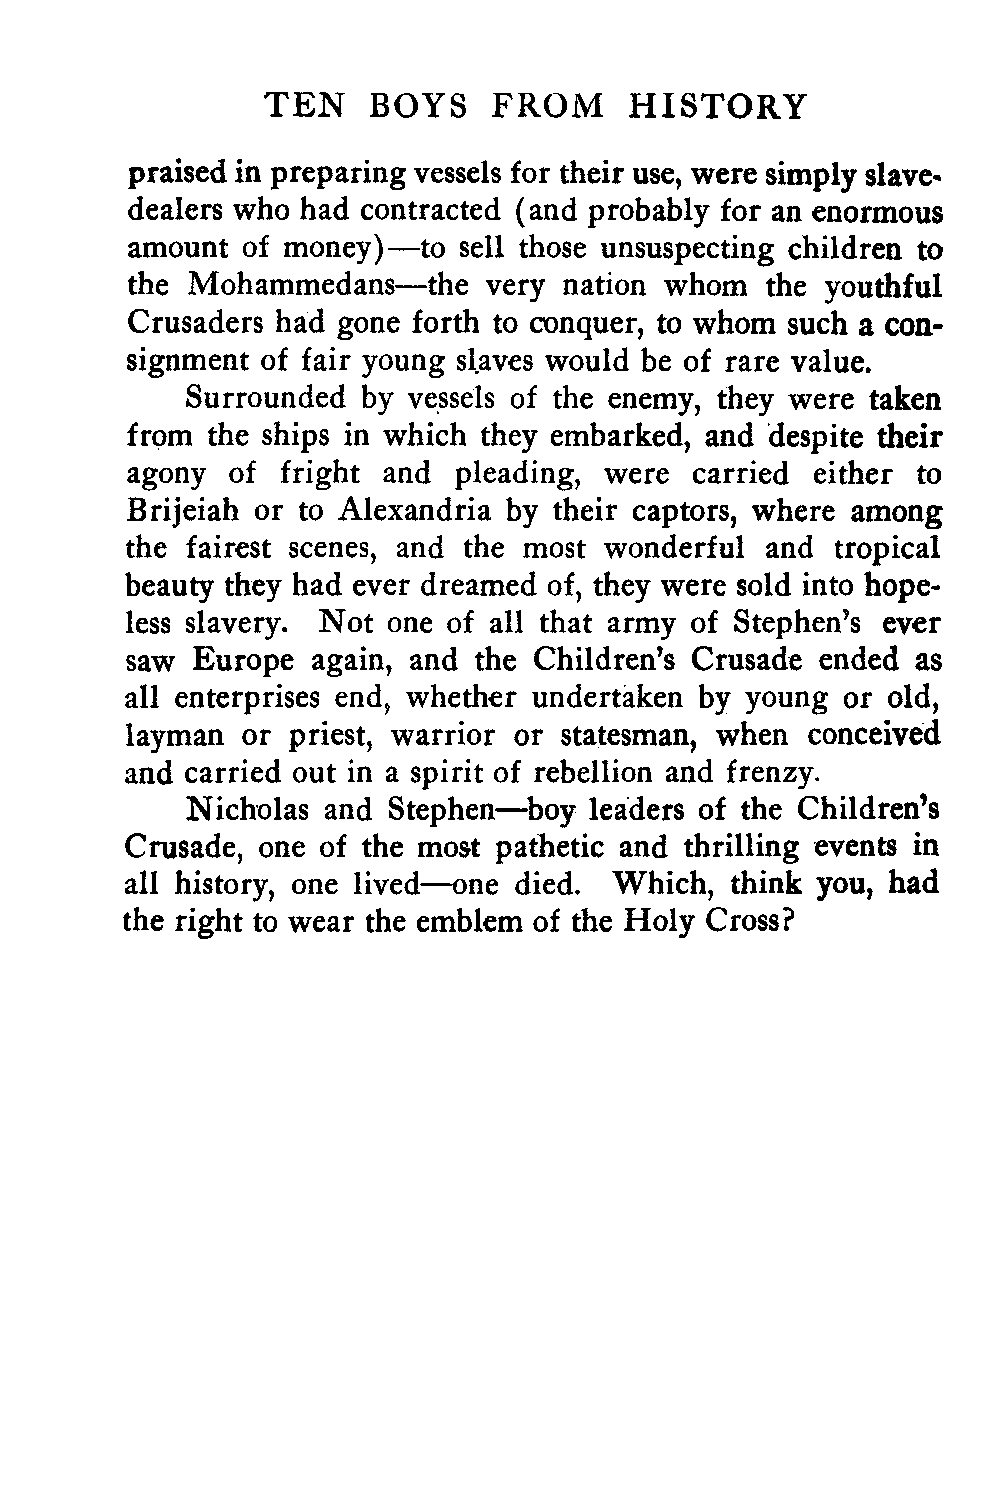 TEN BOYS FROM HISTORY
praised in preparing vessels for their use, were simply slave-
dealers who had contracted (and probably for an enormous
amount of money)—to sell those unsuspecting children to
the Mohammedans—the very nation whom the youthful
Crusaders had gone forth to conquer, to whom such a con-
signment of fair young slaves would be of rare value.
Surrounded by vessels of the enemy, they were taken
from the ships in which they embarked, and despite their
agony of fright and pleading, were carried either to
Brijeiah or to Alexandria by their captors, where among
the fairest scenes, and the most wonderful and tropical
beauty they had ever dreamed of, they were sold into hope-
less slavery. Not one of all that army of Stephen's ever
saw Europe again, and the Children's Crusade ended as
all enterprises end, whether undertaken by young or old,
layman or priest, warrior or statesman, when conceived
and carried out in a spirit of rebellion and frenzy.
Nicholas and Stephen—boy leaders of the Children's
Crusade, one of the most pathetic and thrilling events in
all history, one lived—one died. Which, think you, had
the right to wear the emblem of the Holy Cross?